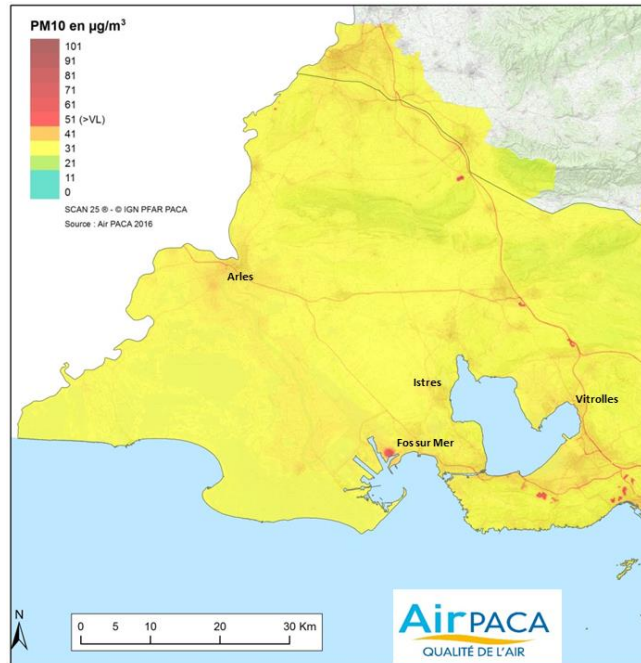 PM10 en µg/m³
101
91
81
71
61
51 (>VL)
41
31
21
11
0
SCAN 25 ® - © IGN PFAR PACA
Source : Air PACA 2016
Arles
Istres
Vitrolles
Fos sur Mer
N
0 5 10 20 30 Km
AirPACA
QUALITÉ DE L'AIR